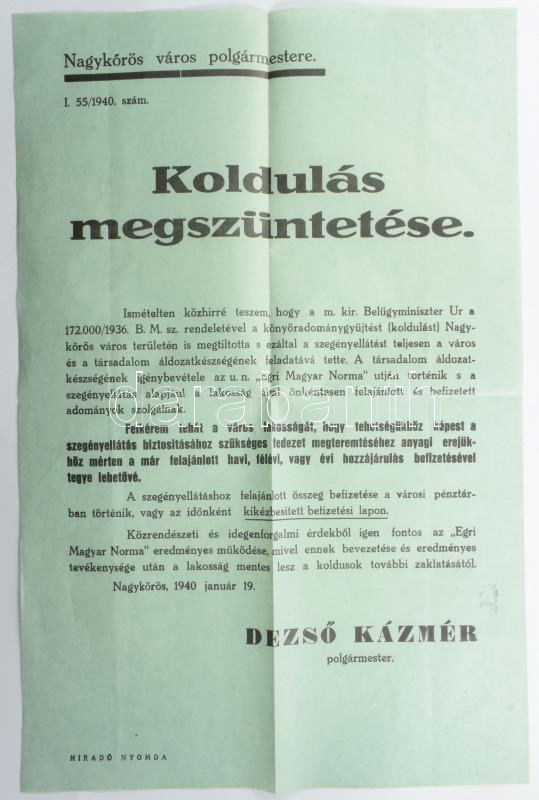 Nagykőrös város polgármestere.
I. 55/1940. szám.
Koldulás
megszüntetése.
Ismételten közhirré teszem, hogy a m. kir. Belügyminiszter Ur a
172.000/1936. B. M. sz. rendeletével a könyöradománygyüjtést (koldulást) Nagy-
kőrös város területén is megtiltotta s ezáltal a szegényellátást teljesen a város
és a társadalom áldozatkészségének feladatává tette. A társadalom áldozat-
készségének igénybevétele az u. n. „Egri Magyar Norma" utján történik s a
szegényellátás alapjául a lakosság által önkéntesen felajánlott és befizetett
adományok szolgálnak.
Felkérem tehát a város lakosságát, hogy tehetségükhöz képest a
szegényellátás biztositásához szükséges fedezet megteremtéséhez anyagi erejük-
höz mérten a már felajánlott havi, félévi, vagy évi hozzájárulás befizetésével
tegye lehetővé.
A szegényellátáshoz felajánlott összeg befizetése a városi pénztár-
ban történik, vagy az időnként kikézbesitett befizetési lapon.
Közrendészeti és idegenforgalmi érdekből igen fontos az „Egri
Magyar Norma" eredményes működése, mivel ennek bevezetése és eredményes
tevékenysége után a lakosság mentes lesz a koldusok további zaklatásától.
Nagykőrös, 1940 január 19.
DEZSŐ KÁZMÉR
polgármester.
HIRADÓ NYOMDA
darabanth